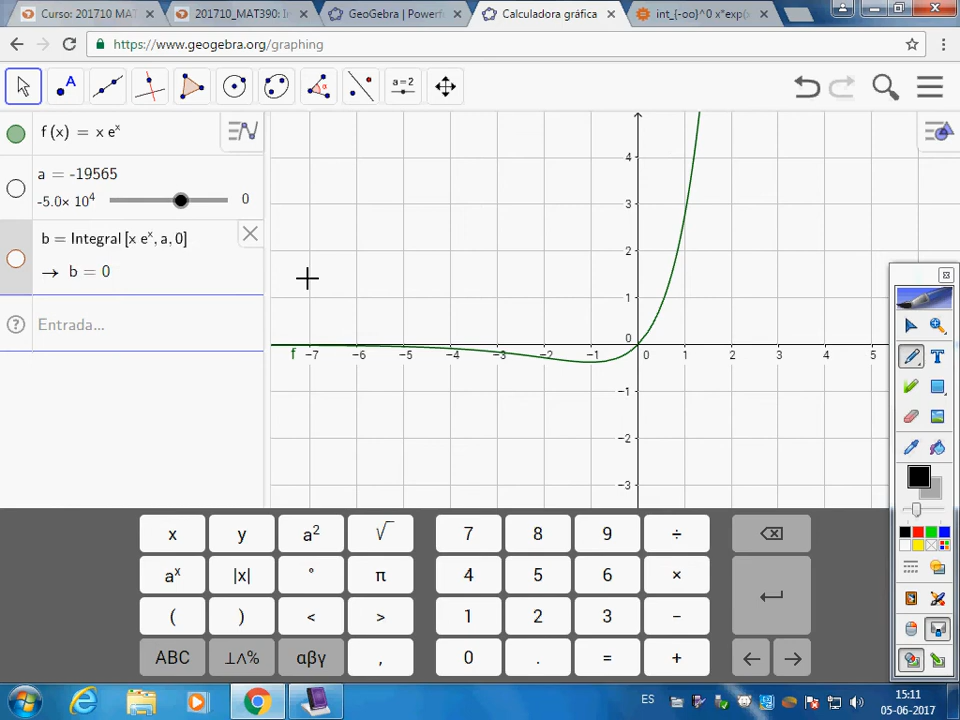 Curso: 201710 MAT
201710_MAT390: I
GeoGebra | Powerf
Calculadora gráfica
int_{-oo}^0 x*exp(
https://www.geogebra.org/graphing
A
a=2
f(x) = x eˣ
a = -19565
-5.0× 10⁴
0
b = Integral [x eˣ, a, 0]
→ b = 0
Entrada...
f
4
3
2
1
0
−7 −6 −5 −4 −3 −2 −1 0 1 2 3 4 5
−1
−2
−3
T
x y a² √ 7 8 9 ÷
aˣ |x| ° π 4 5 6 ×
( ) < > 1 2 3 −
ABC ⊥∧% αβγ , 0 . = + ← →
ES
15:11
05-06-2017